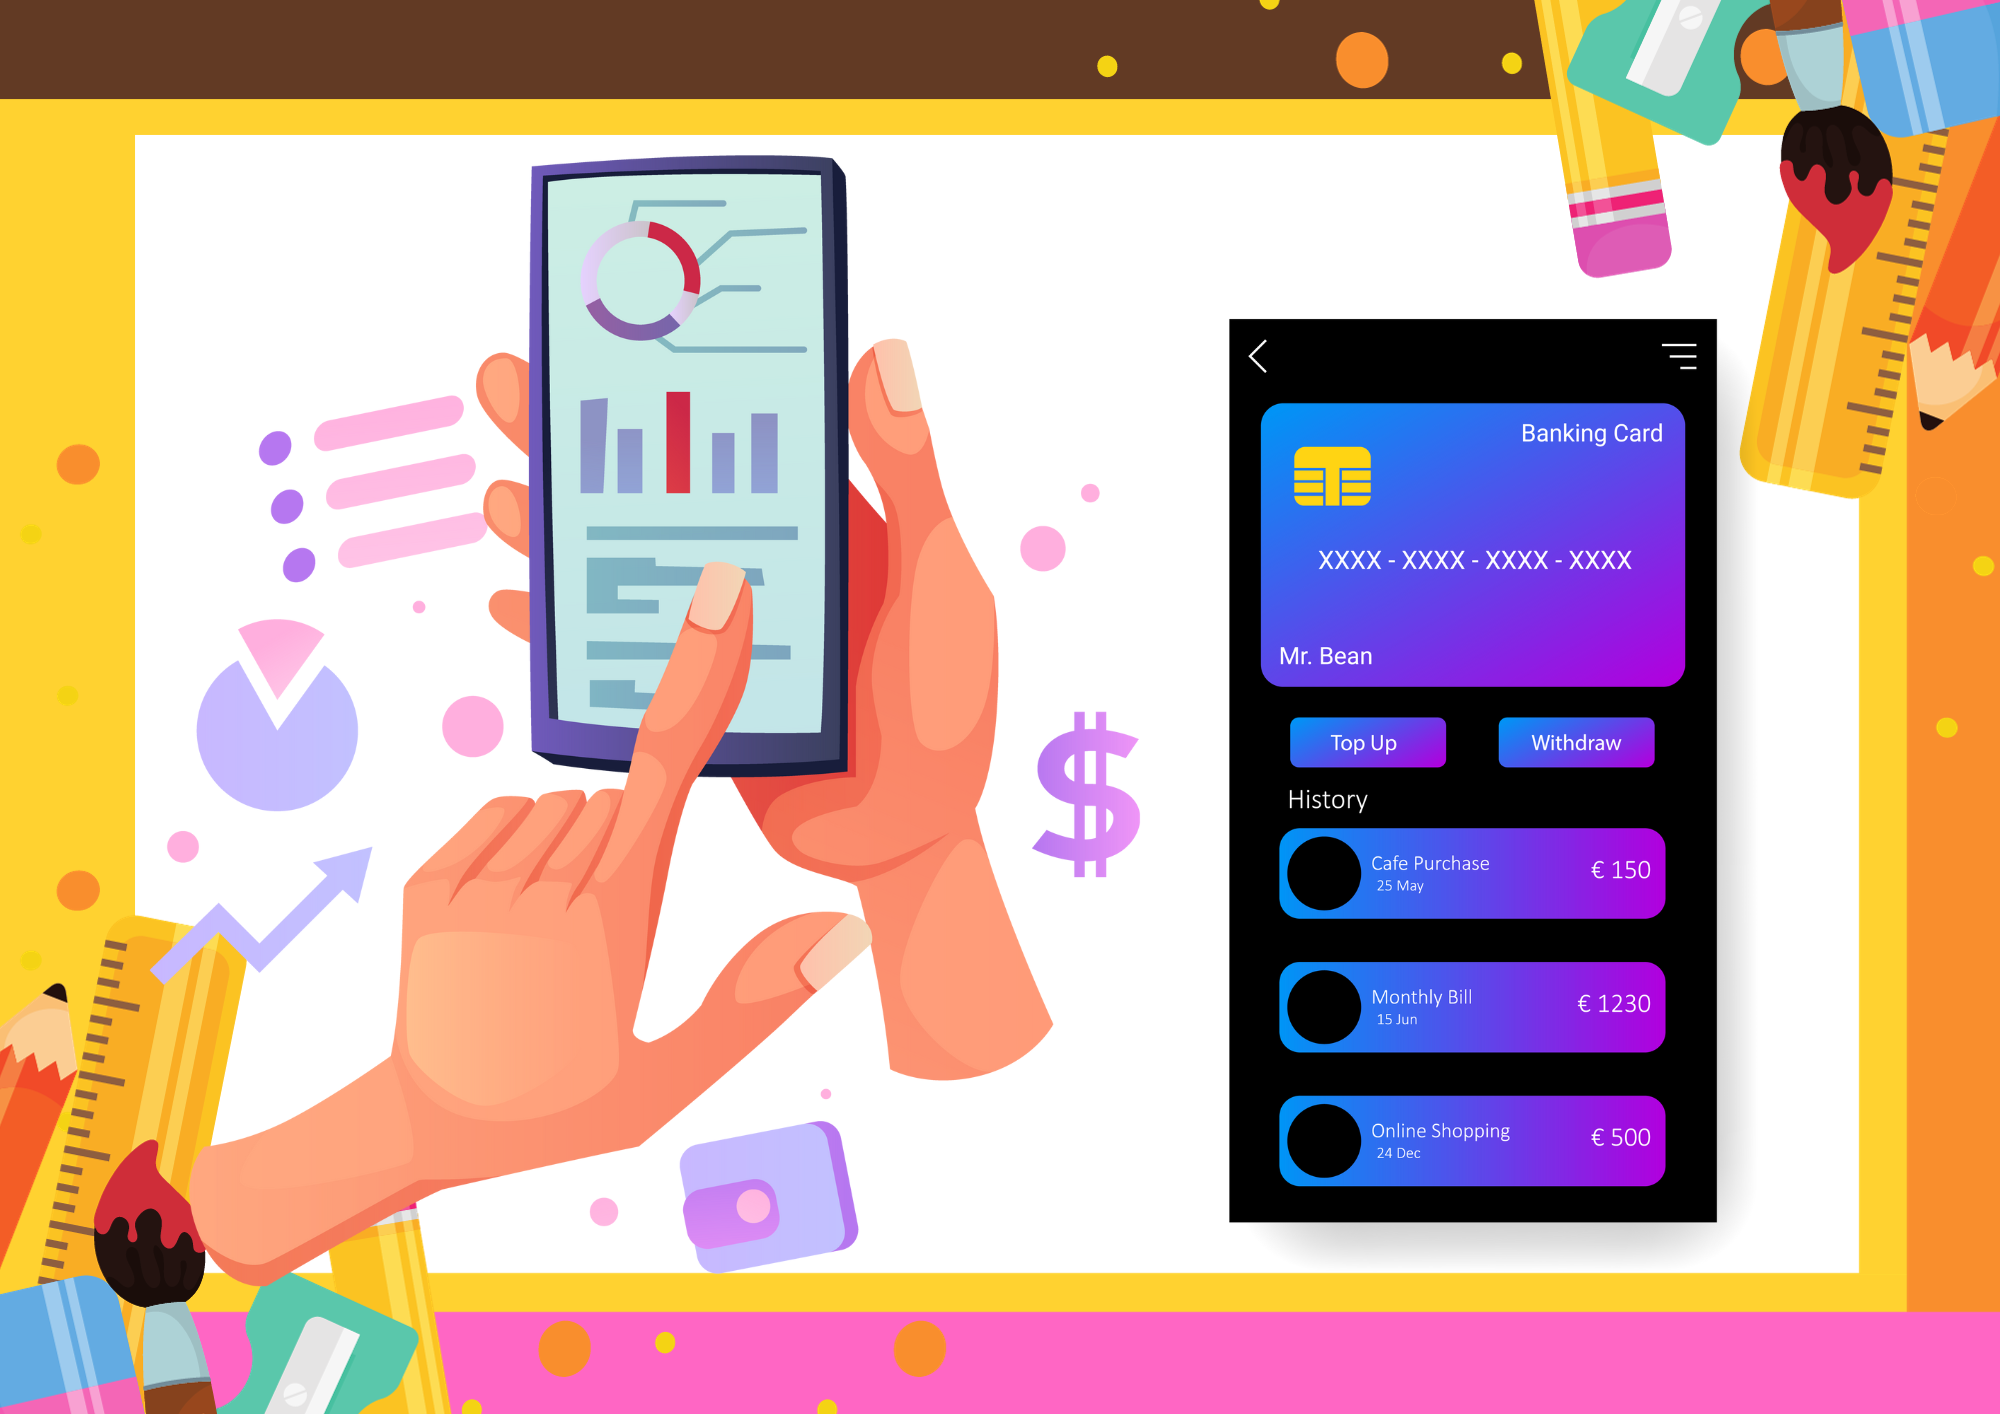 Banking Card
XXXX - XXXX - XXXX - XXXX
Mr. Bean
Top Up
Withdraw
History
Cafe Purchase
€ 150
25 May
Monthly Bill
€ 1230
15 Jun
Online Shopping
€ 500
24 Dec
$